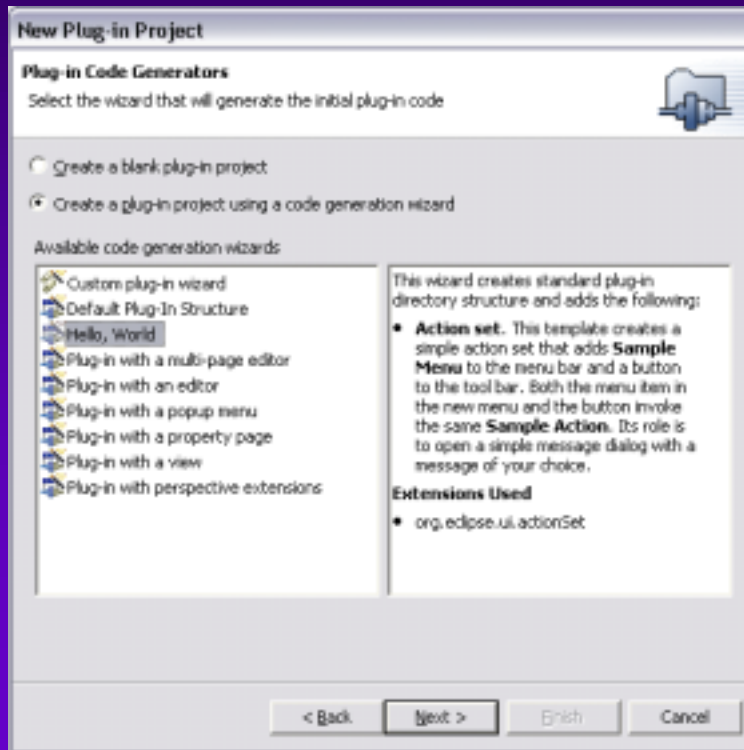 New Plug-in Project
Plug-in Code Generators
Select the wizard that will generate the initial plug-in code
Create a blank plug-in project
Create a plug-in project using a code generation wizard
Available code generation wizards
Custom plug-in wizard
Default Plug-In Structure
Hello, World
Plug-in with a multi-page editor
Plug-in with an editor
Plug-in with a popup menu
Plug-in with a property page
Plug-in with a view
Plug-in with perspective extensions
This wizard creates standard plug-in
directory structure and adds the following:
• Action set. This template creates a
simple action set that adds Sample
Menu to the menu bar and a button
to the tool bar. Both the menu item in
the new menu and the button invoke
the same Sample Action. Its role is
to open a simple message dialog with a
message of your choice.
Extensions Used
• org.eclipse.ui.actionSet
< Back
Next >
Finish
Cancel